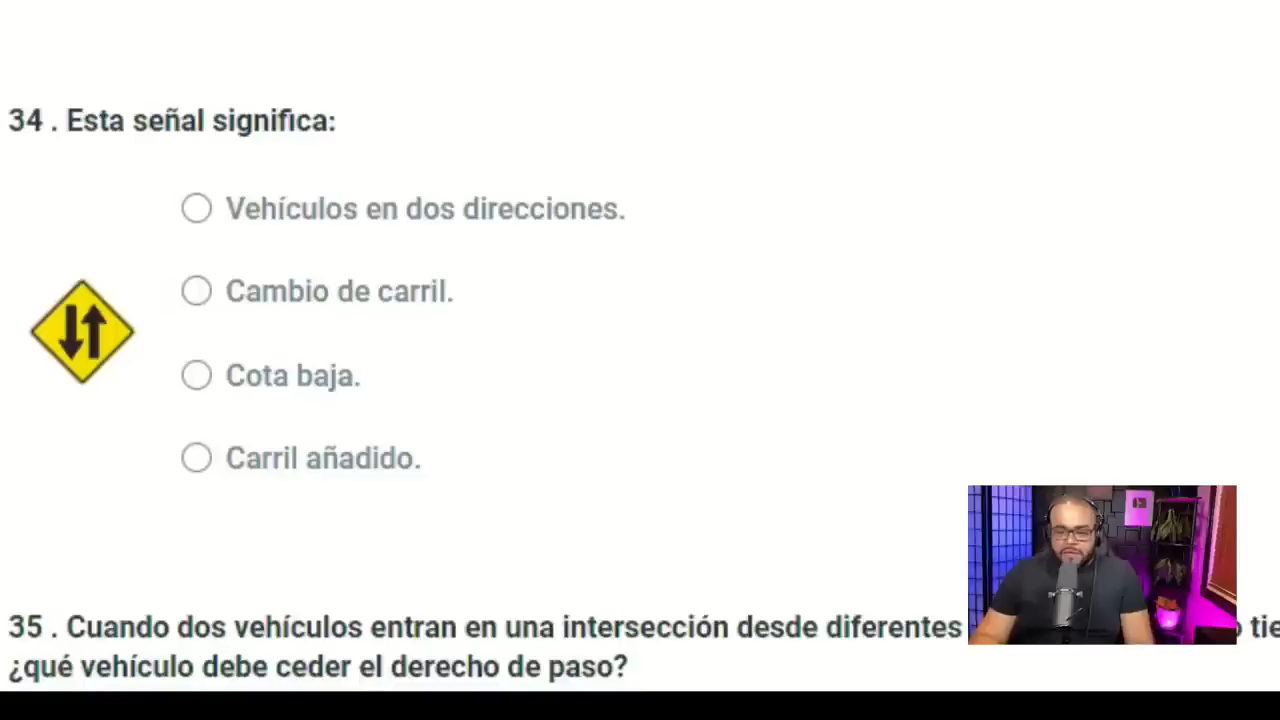 34 . Esta señal significa:
Vehículos en dos direcciones.
Cambio de carril.
Cota baja.
Carril añadido.
35 . Cuando dos vehículos entran en una intersección desde diferentes
¿qué vehículo debe ceder el derecho de paso?